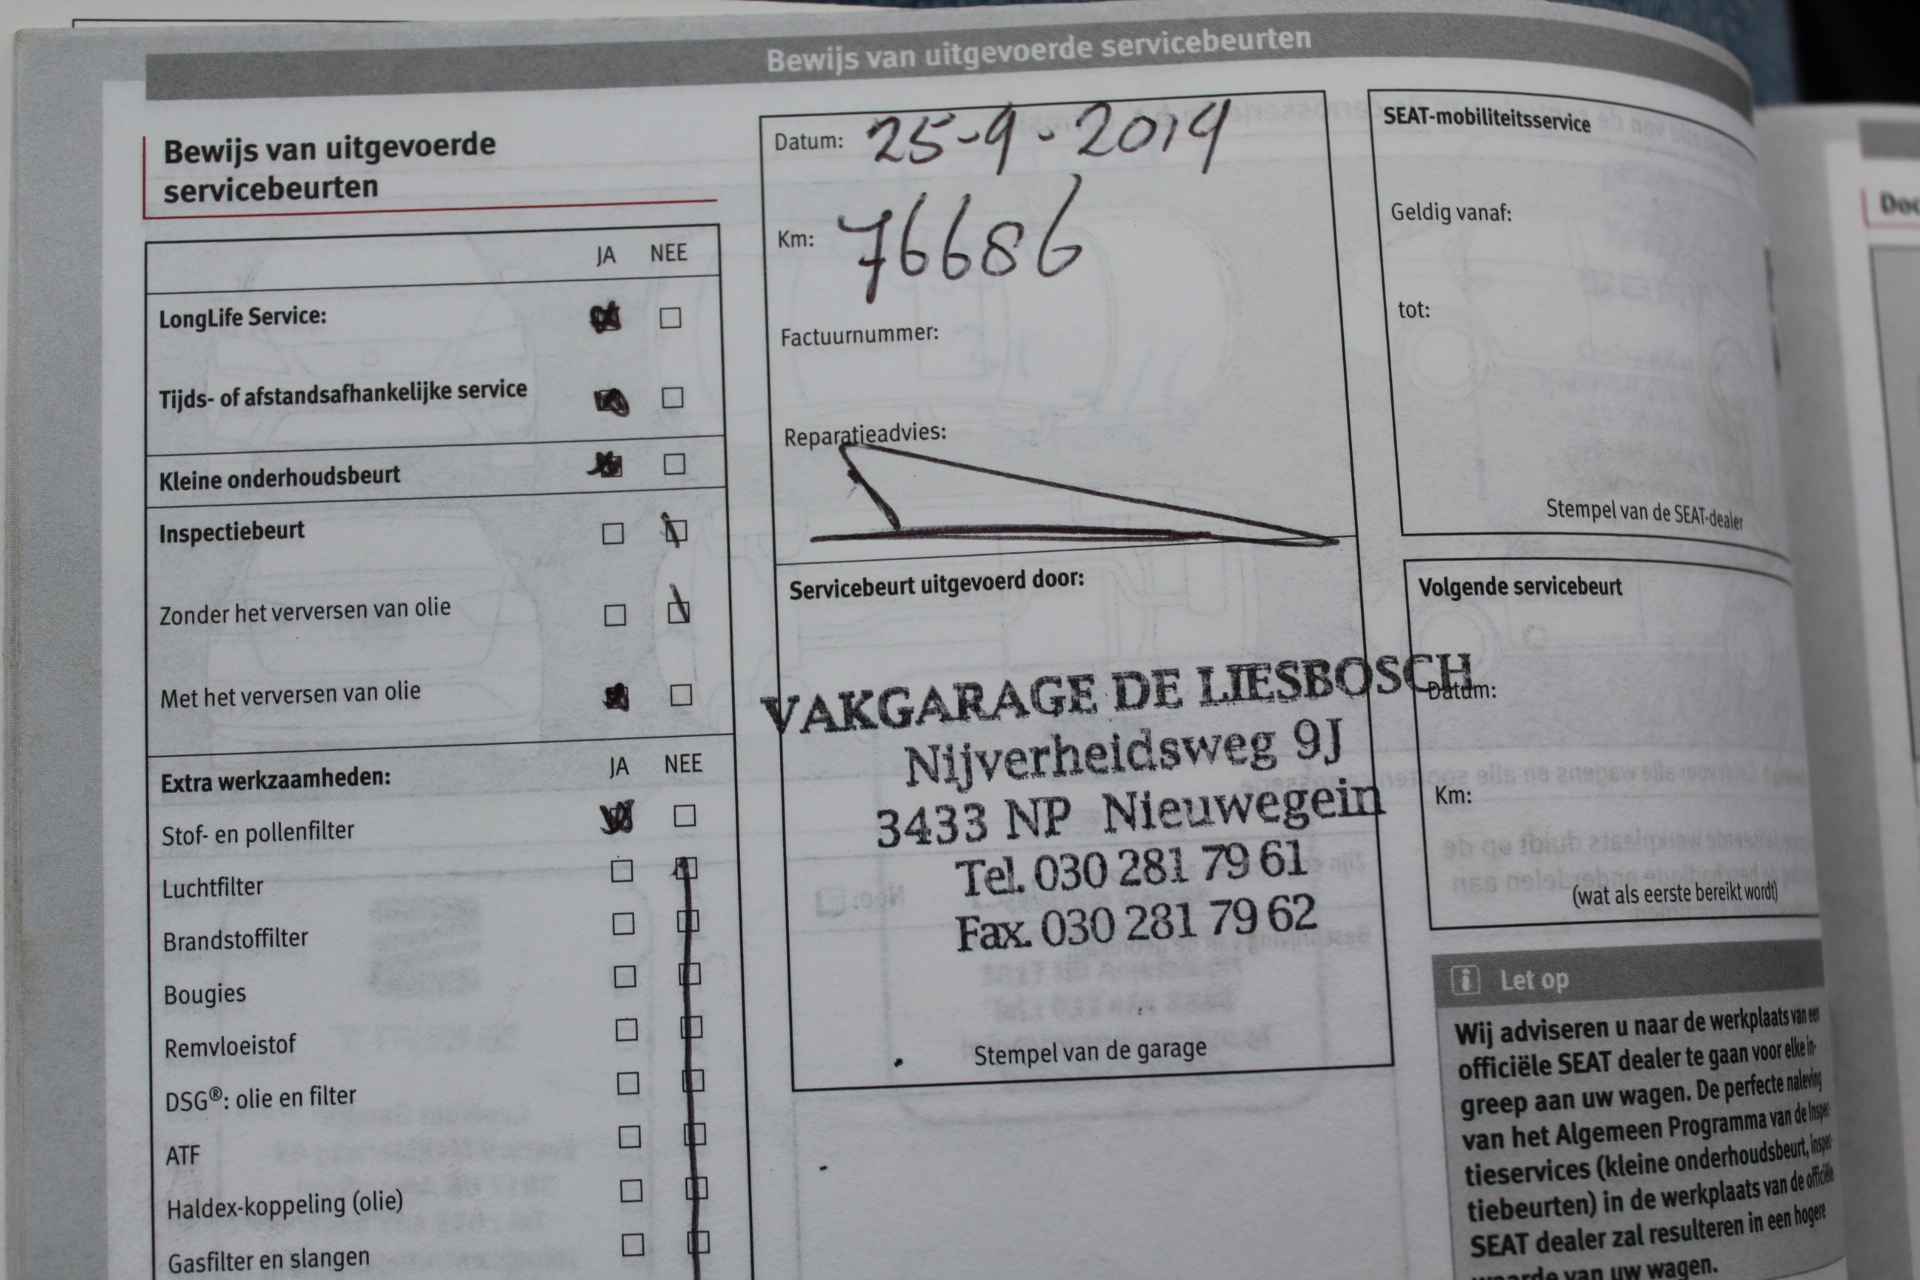 Bewijs van uitgevoerde servicebeurten
Bewijs van uitgevoerde
servicebeurten
JA NEE
LongLife Service:
Tijds- of afstandsafhankelijke service
Kleine onderhoudsbeurt
Inspectiebeurt
Zonder het verversen van olie
Met het verversen van olie
Extra werkzaamheden: JA NEE
Stof- en pollenfilter
Luchtfilter
Brandstoffilter
Bougies
Remvloeistof
DSG®: olie en filter
ATF
Haldex-koppeling (olie)
Gasfilter en slangen
Datum: 25-9-2019
Km: 76686
Factuurnummer:
Reparatieadvies:
Servicebeurt uitgevoerd door:
VAKGARAGE DE LIESBOSCH
Nijverheidsweg 9J
3433 NP Nieuwegein
Tel. 030 281 79 61
Fax. 030 281 79 62
Stempel van de garage
SEAT-mobiliteitsservice
Geldig vanaf:
tot:
Stempel van de SEAT-dealer
Volgende servicebeurt
Datum:
Km:
(wat als eerste bereikt wordt)
Let op
Wij adviseren u naar de werkplaats van een
officiële SEAT dealer te gaan voor elke in-
greep aan uw wagen. De perfecte naleving
van het Algemeen Programma van de Inspec-
tieservices (kleine onderhoudsbeurt, inspec-
tiebeurten) in de werkplaats van de officiële
SEAT dealer zal resulteren in een hogere
waarde van uw wagen.